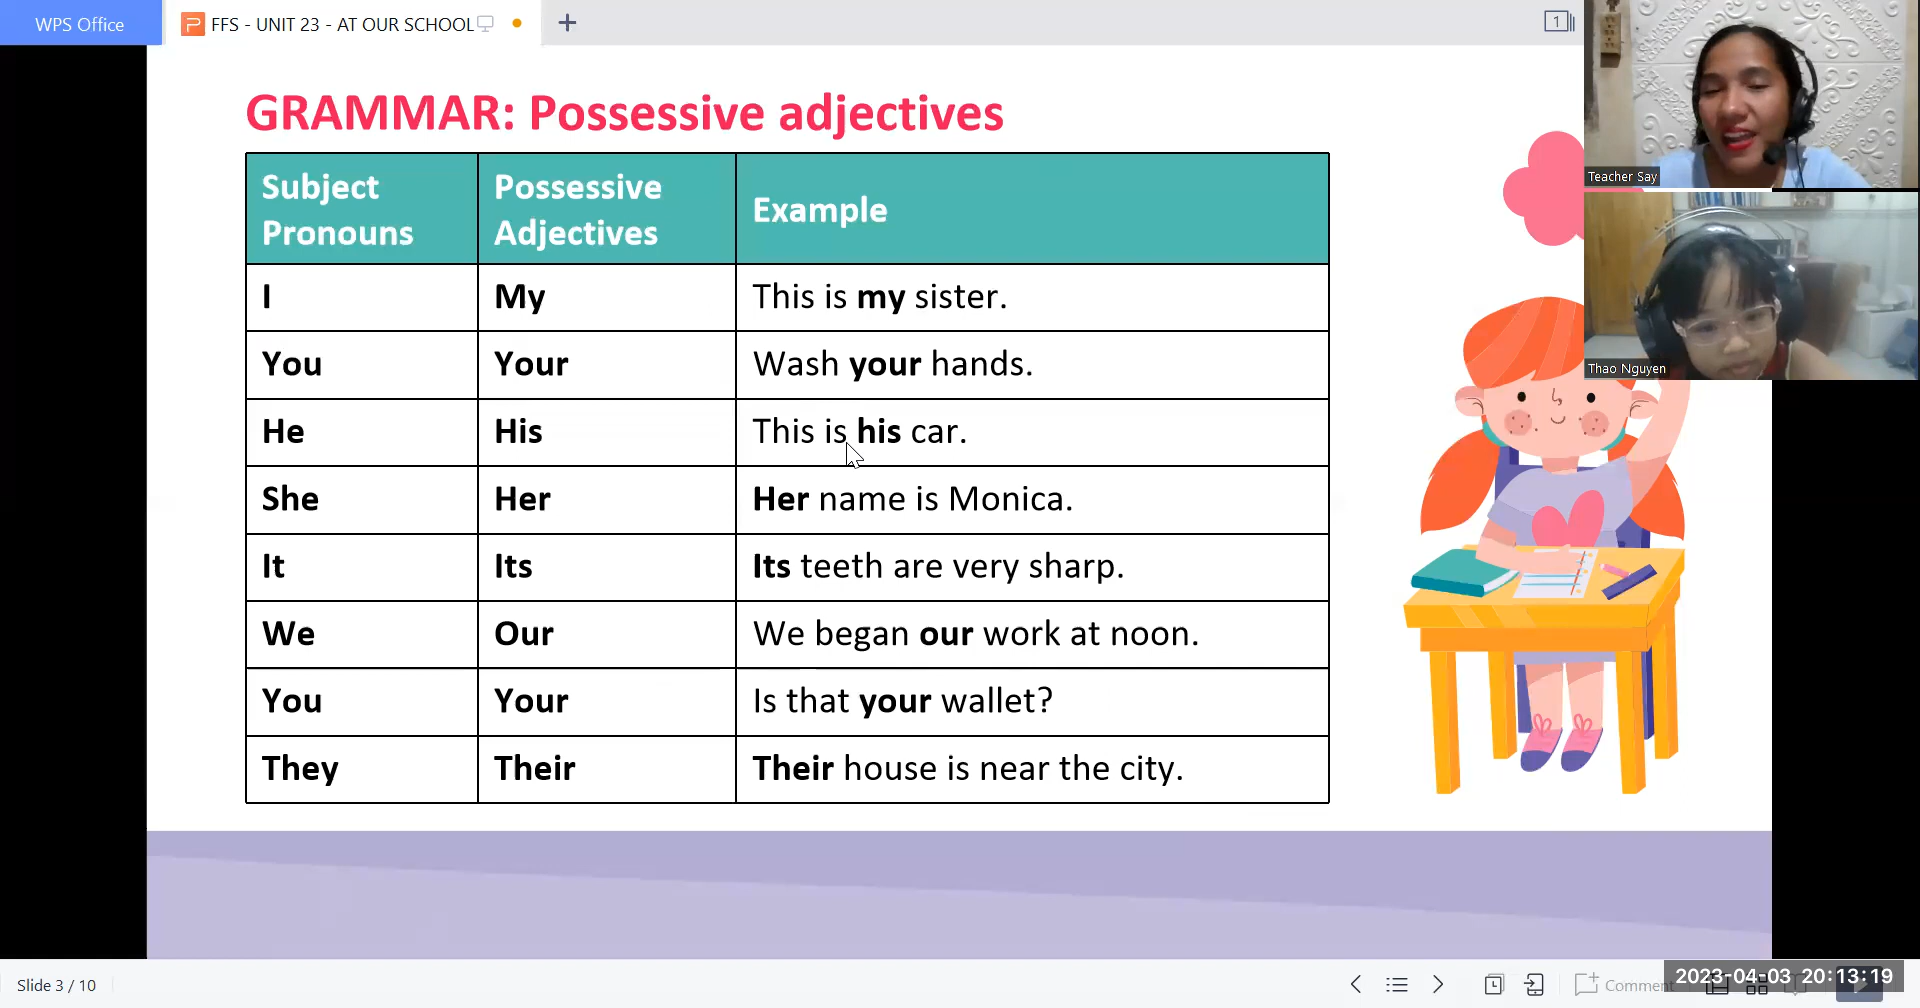 WPS Office
FFS - UNIT 23 - AT OUR SCHOOL
1
GRAMMAR: Possessive adjectives
Subject Pronouns Possessive Adjectives Example
I My This is my sister.
You Your Wash your hands.
He His This is his car.
She Her Her name is Monica.
It Its Its teeth are very sharp.
We Our We began our work at noon.
You Your Is that your wallet?
They Their Their house is near the city.
Teacher Say
Thao Nguyen
Slide 3 / 10
Comment
2023-04-03 20:13:19